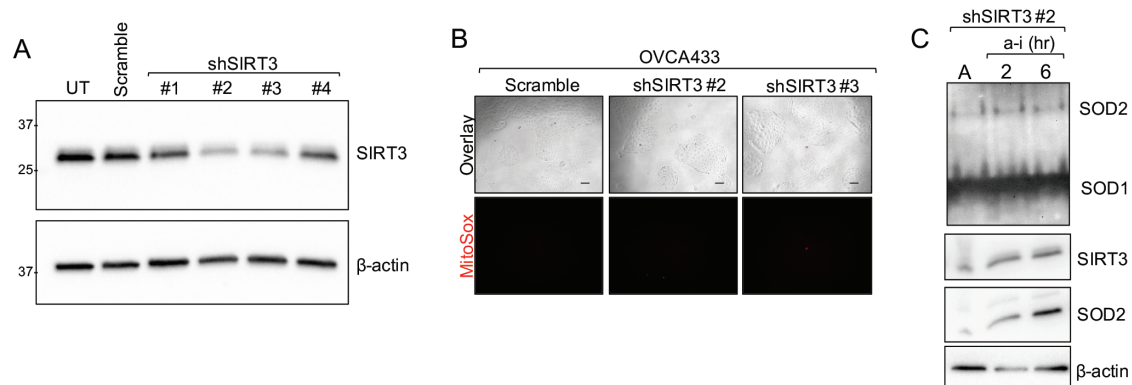 A
UT
Scramble
shSIRT3
#1 #2 #3 #4
37-
25-
SIRT3
37-
β-actin
B
OVCA433
Scramble shSIRT3 #2 shSIRT3 #3
Overlay
MitoSox
C
shSIRT3 #2
a-i (hr)
A 2 6
SOD2
SOD1
SIRT3
SOD2
β-actin